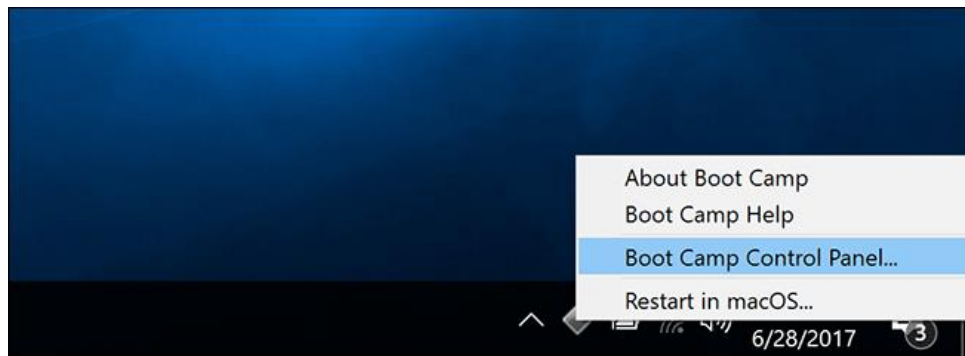 About Boot Camp
Boot Camp Help
Boot Camp Control Panel...
Restart in macOS...
6/28/2017
3